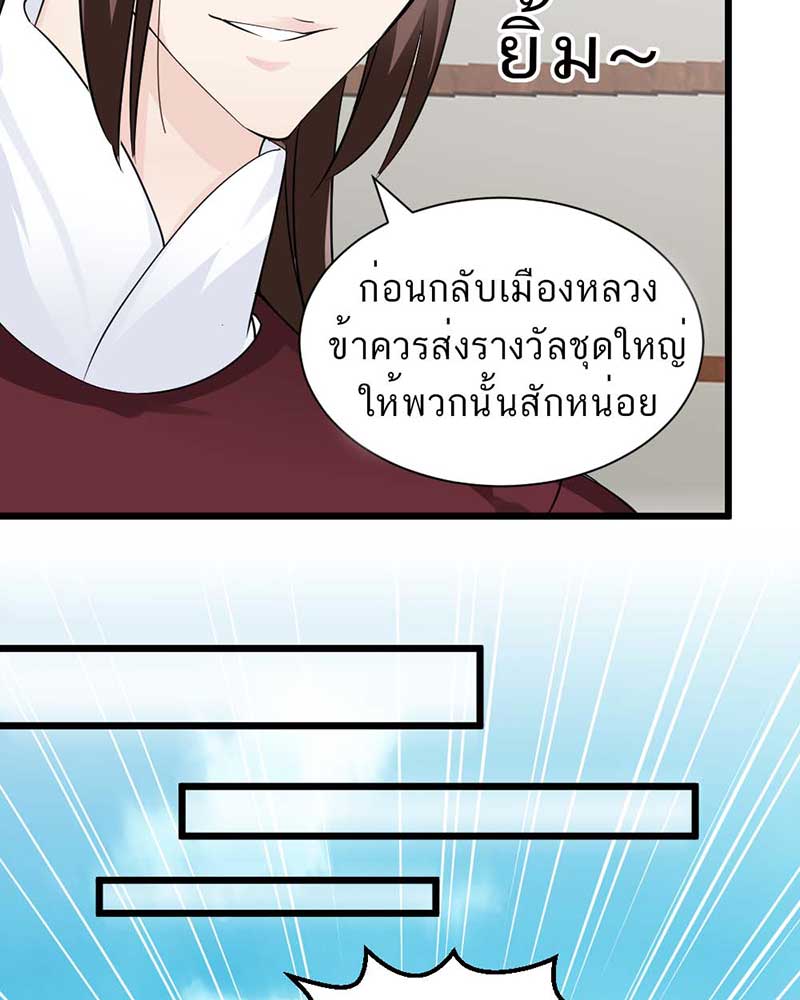 ยิ้ม~
ก่อนกลับเมืองหลวง
ข้าควรส่งรางวัลชุดใหญ่
ให้พวกนั้นสักหน่อย